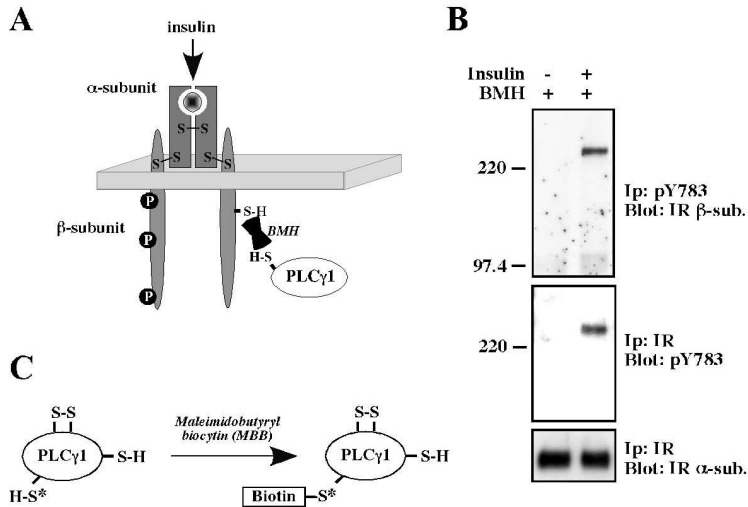 A
insulin
α-subunit
S
S
S
S
S
S
P
P
P
β-subunit
S-H
BMH
H-S
PLCγ1
B
Insulin - +
BMH + +
220
97.4
Ip: pY783
Blot: IR β-sub.
220
Ip: IR
Blot: pY783
Ip: IR
Blot: IR α-sub.
C
S-S
PLCγ1
S-H
H-S*
Maleimidobutyryl
biocytin (MBB)
S-S
PLCγ1
S-H
Biotin
S*